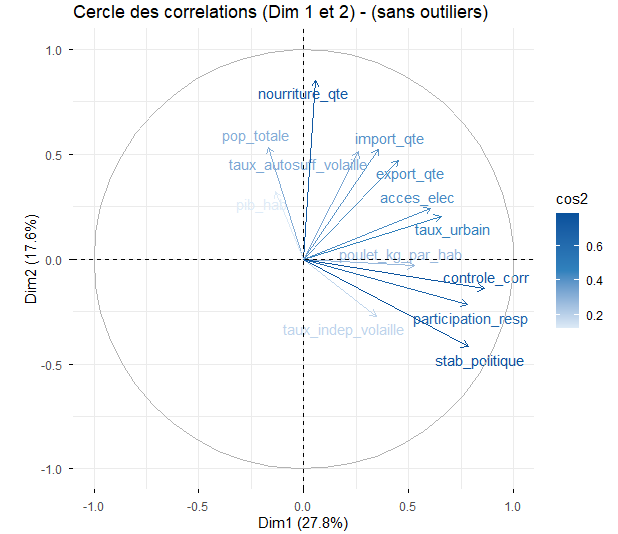 Cercle des correlations (Dim 1 et 2) - (sans outiliers)
1.0
0.5
0.0
-0.5
-1.0
Dim2 (17.6%)
nourriture_qte
pop_totale
import_qte
taux_autosuff_volaille
export_qte
acces_elec
pib_hab
taux_urbain
poulet_kg_par_hab
controle_corr
participation_resp
taux_indep_volaille
stab_politique
-1.0
-0.5
0.0
0.5
1.0
Dim1 (27.8%)
cos2
0.6
0.4
0.2